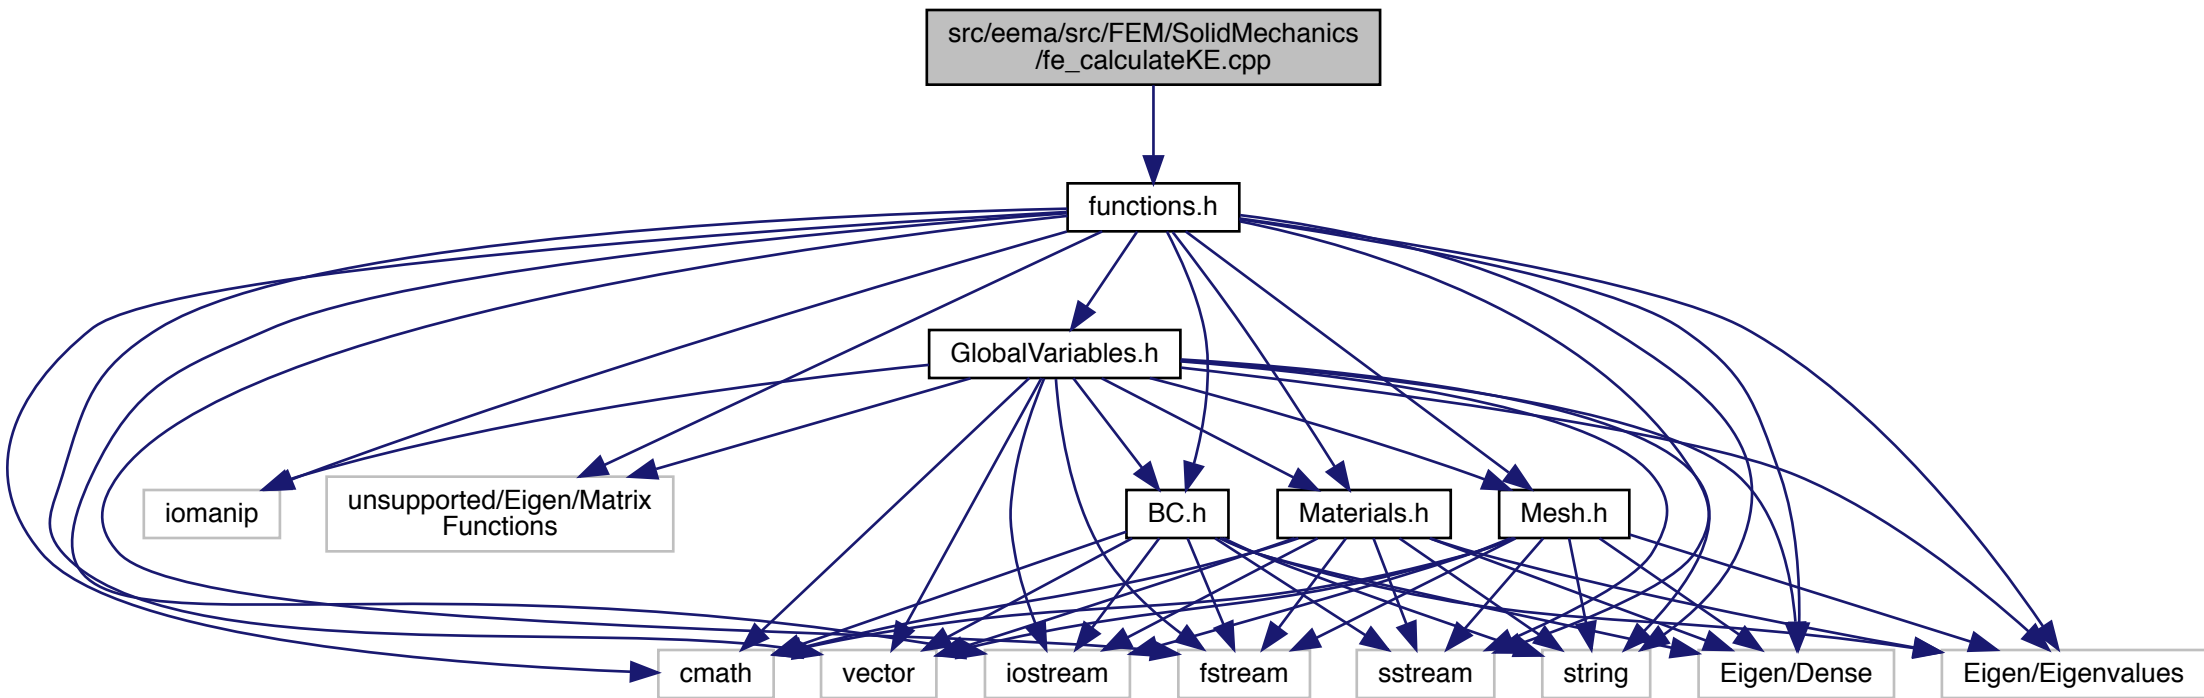 src/eema/src/FEM/SolidMechanics
/fe_calculateKE.cpp
functions.h
GlobalVariables.h
iomanip
unsupported/Eigen/Matrix
Functions
BC.h
Materials.h
Mesh.h
cmath
vector
iostream
fstream
sstream
string
Eigen/Dense
Eigen/Eigenvalues